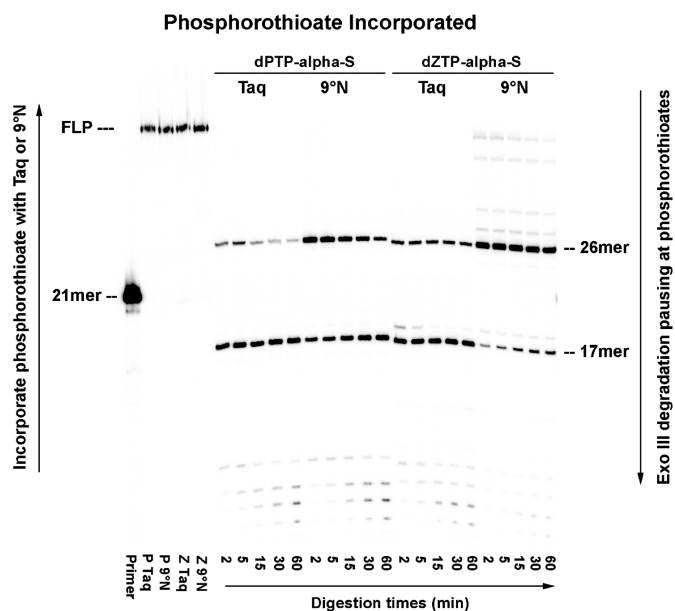 Phosphorothioate Incorporated
dPTP-alpha-S dZTP-alpha-S
Taq 9°N Taq 9°N
Incorporate phosphorothioate with Taq or 9°N
FLP ---
21mer --
-- 26mer
-- 17mer
Exo III degradation pausing at phosphorothioates
Primer
P Taq
P 9°N
Z Taq
Z 9°N
2 5 15 30 60 2 5 15 30 60 2 5 15 30 60 2 5 15 30 60
Digestion times (min)